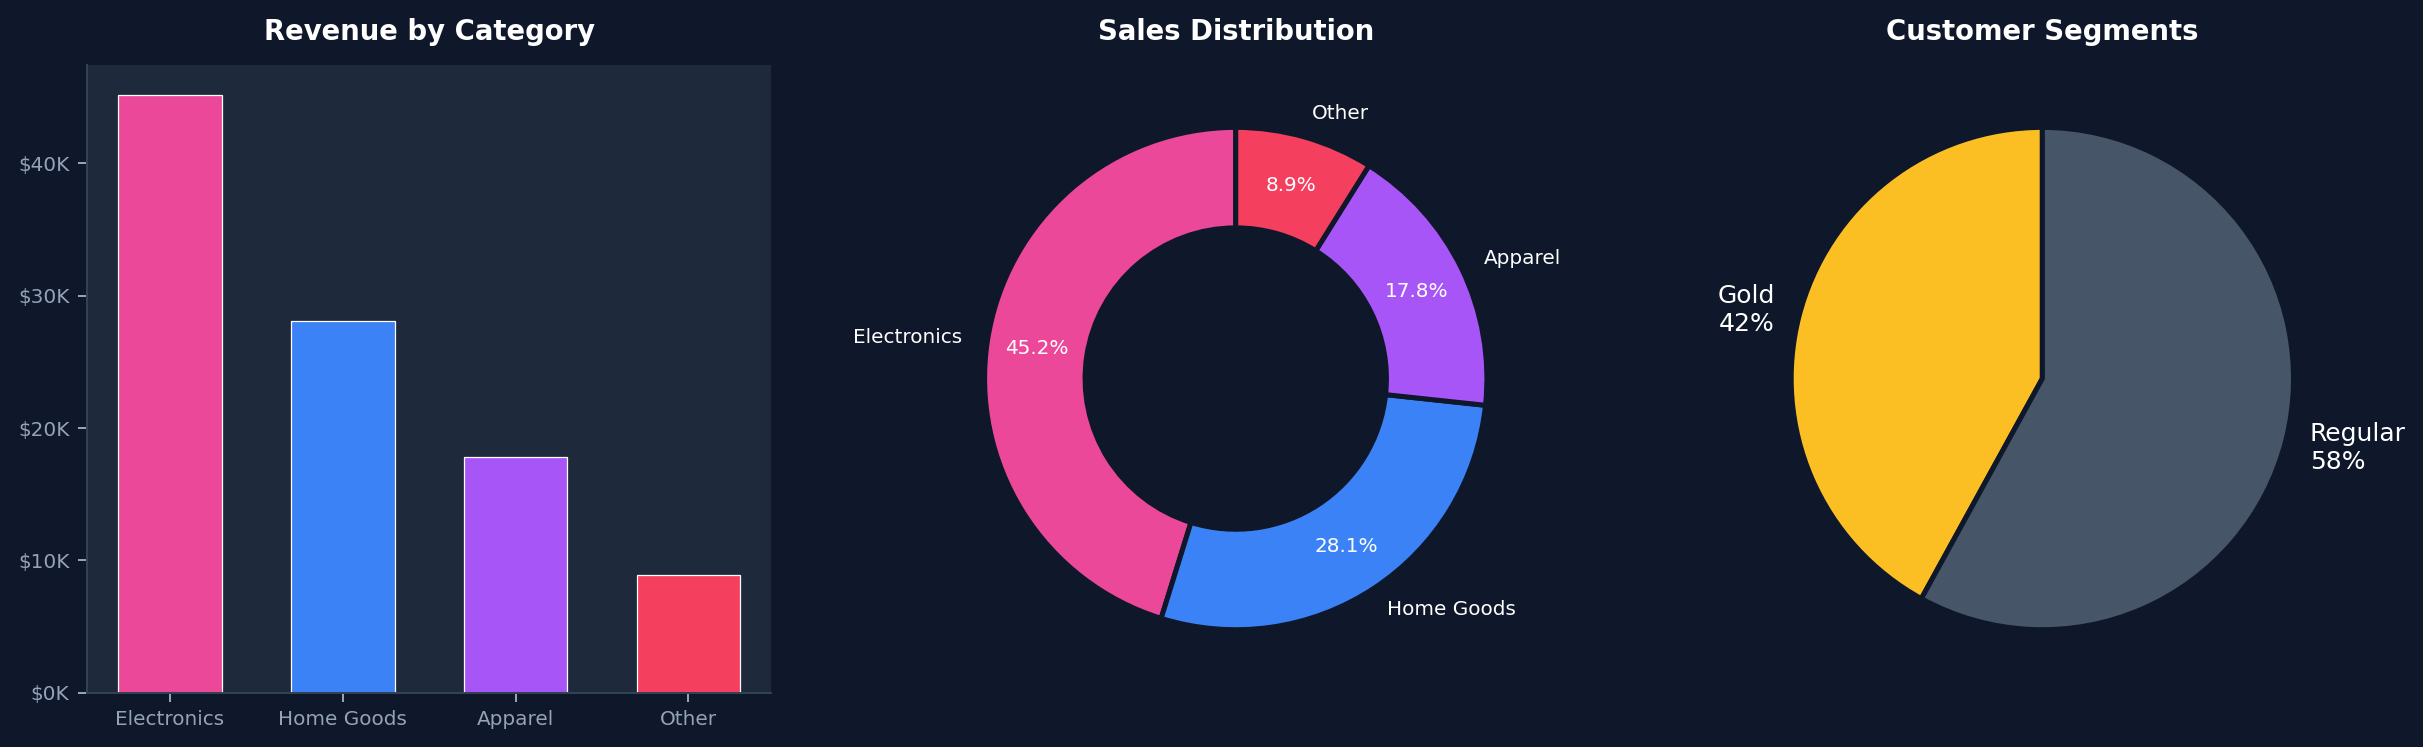 Revenue by Category
$40K
$30K
$20K
$10K
$0K
Electronics
Home Goods
Apparel
Other
Sales Distribution
Other
8.9%
Apparel
17.8%
Electronics
45.2%
28.1%
Home Goods
Customer Segments
Gold
42%
Regular
58%